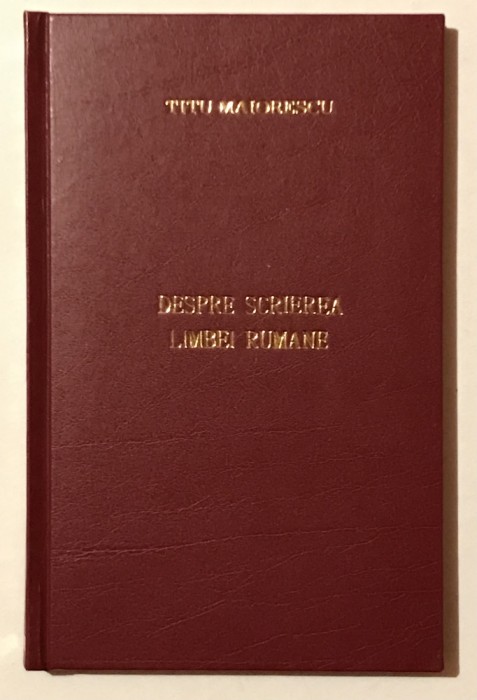 TITU MAIORESCU
DESPRE SCRIEREA
LIMBEI RUMANE